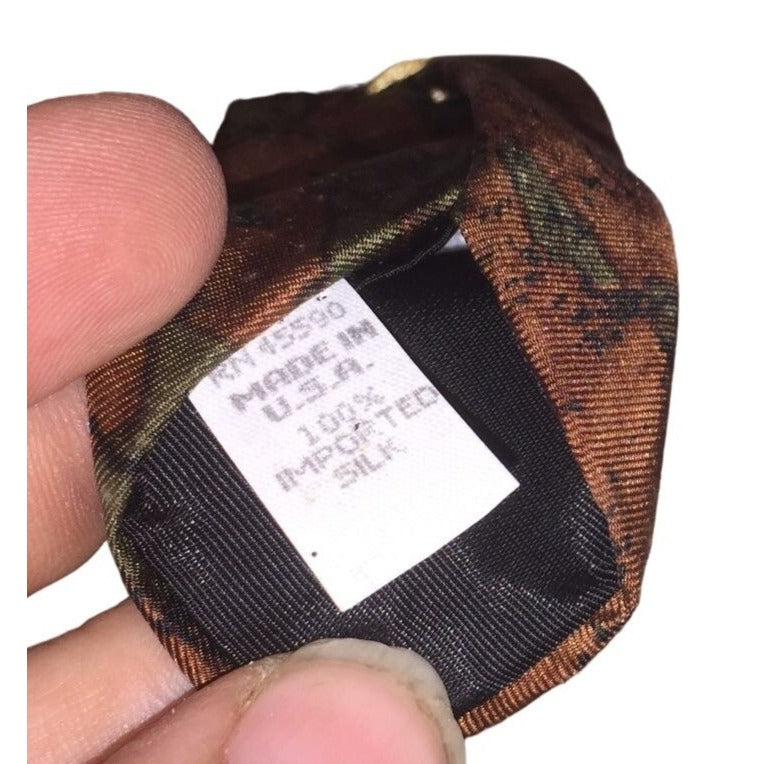 RN 45590
MADE IN
U.S.A.
100%
IMPORTED
SILK